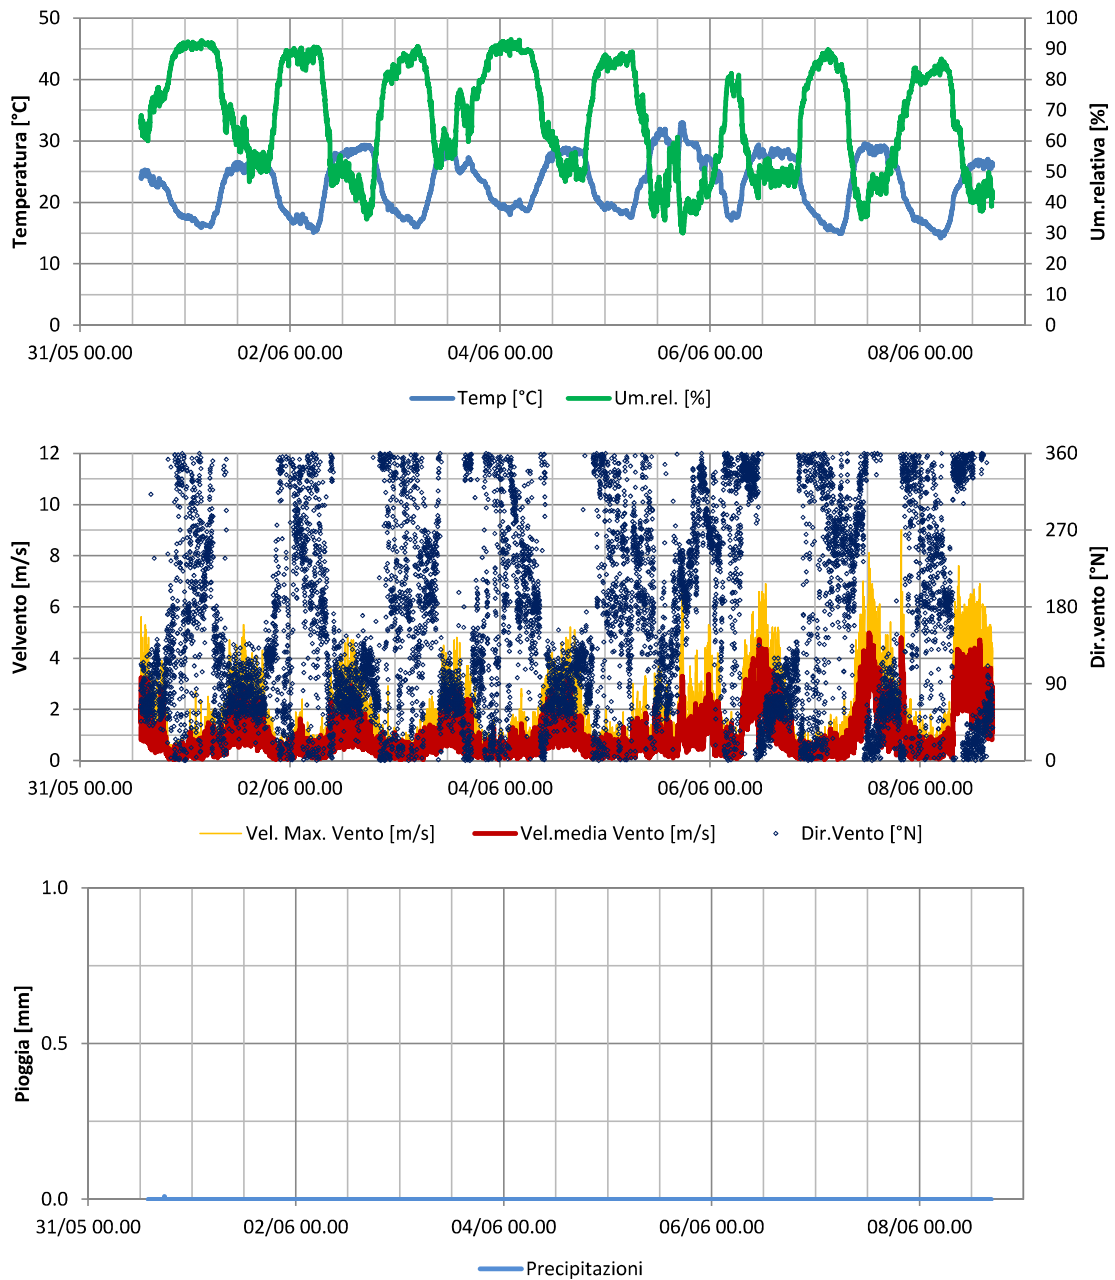 50 100
90
40 80
70
30 60
50
20 40
30
10 20
10
0 0
Temperatura [°C]
Um.relativa [%]
31/05 00.00 02/06 00.00 04/06 00.00 06/06 00.00 08/06 00.00
Temp [°C] Um.rel. [%]
12 360
10
270
8
6 180
4
90
2
0 0
Velvento [m/s]
Dir.vento [°N]
31/05 00.00 02/06 00.00 04/06 00.00 06/06 00.00 08/06 00.00
Vel. Max. Vento [m/s] Vel.media Vento [m/s] Dir.Vento [°N]
1.0
0.5
0.0
Pioggia [mm]
31/05 00.00 02/06 00.00 04/06 00.00 06/06 00.00 08/06 00.00
Precipitazioni